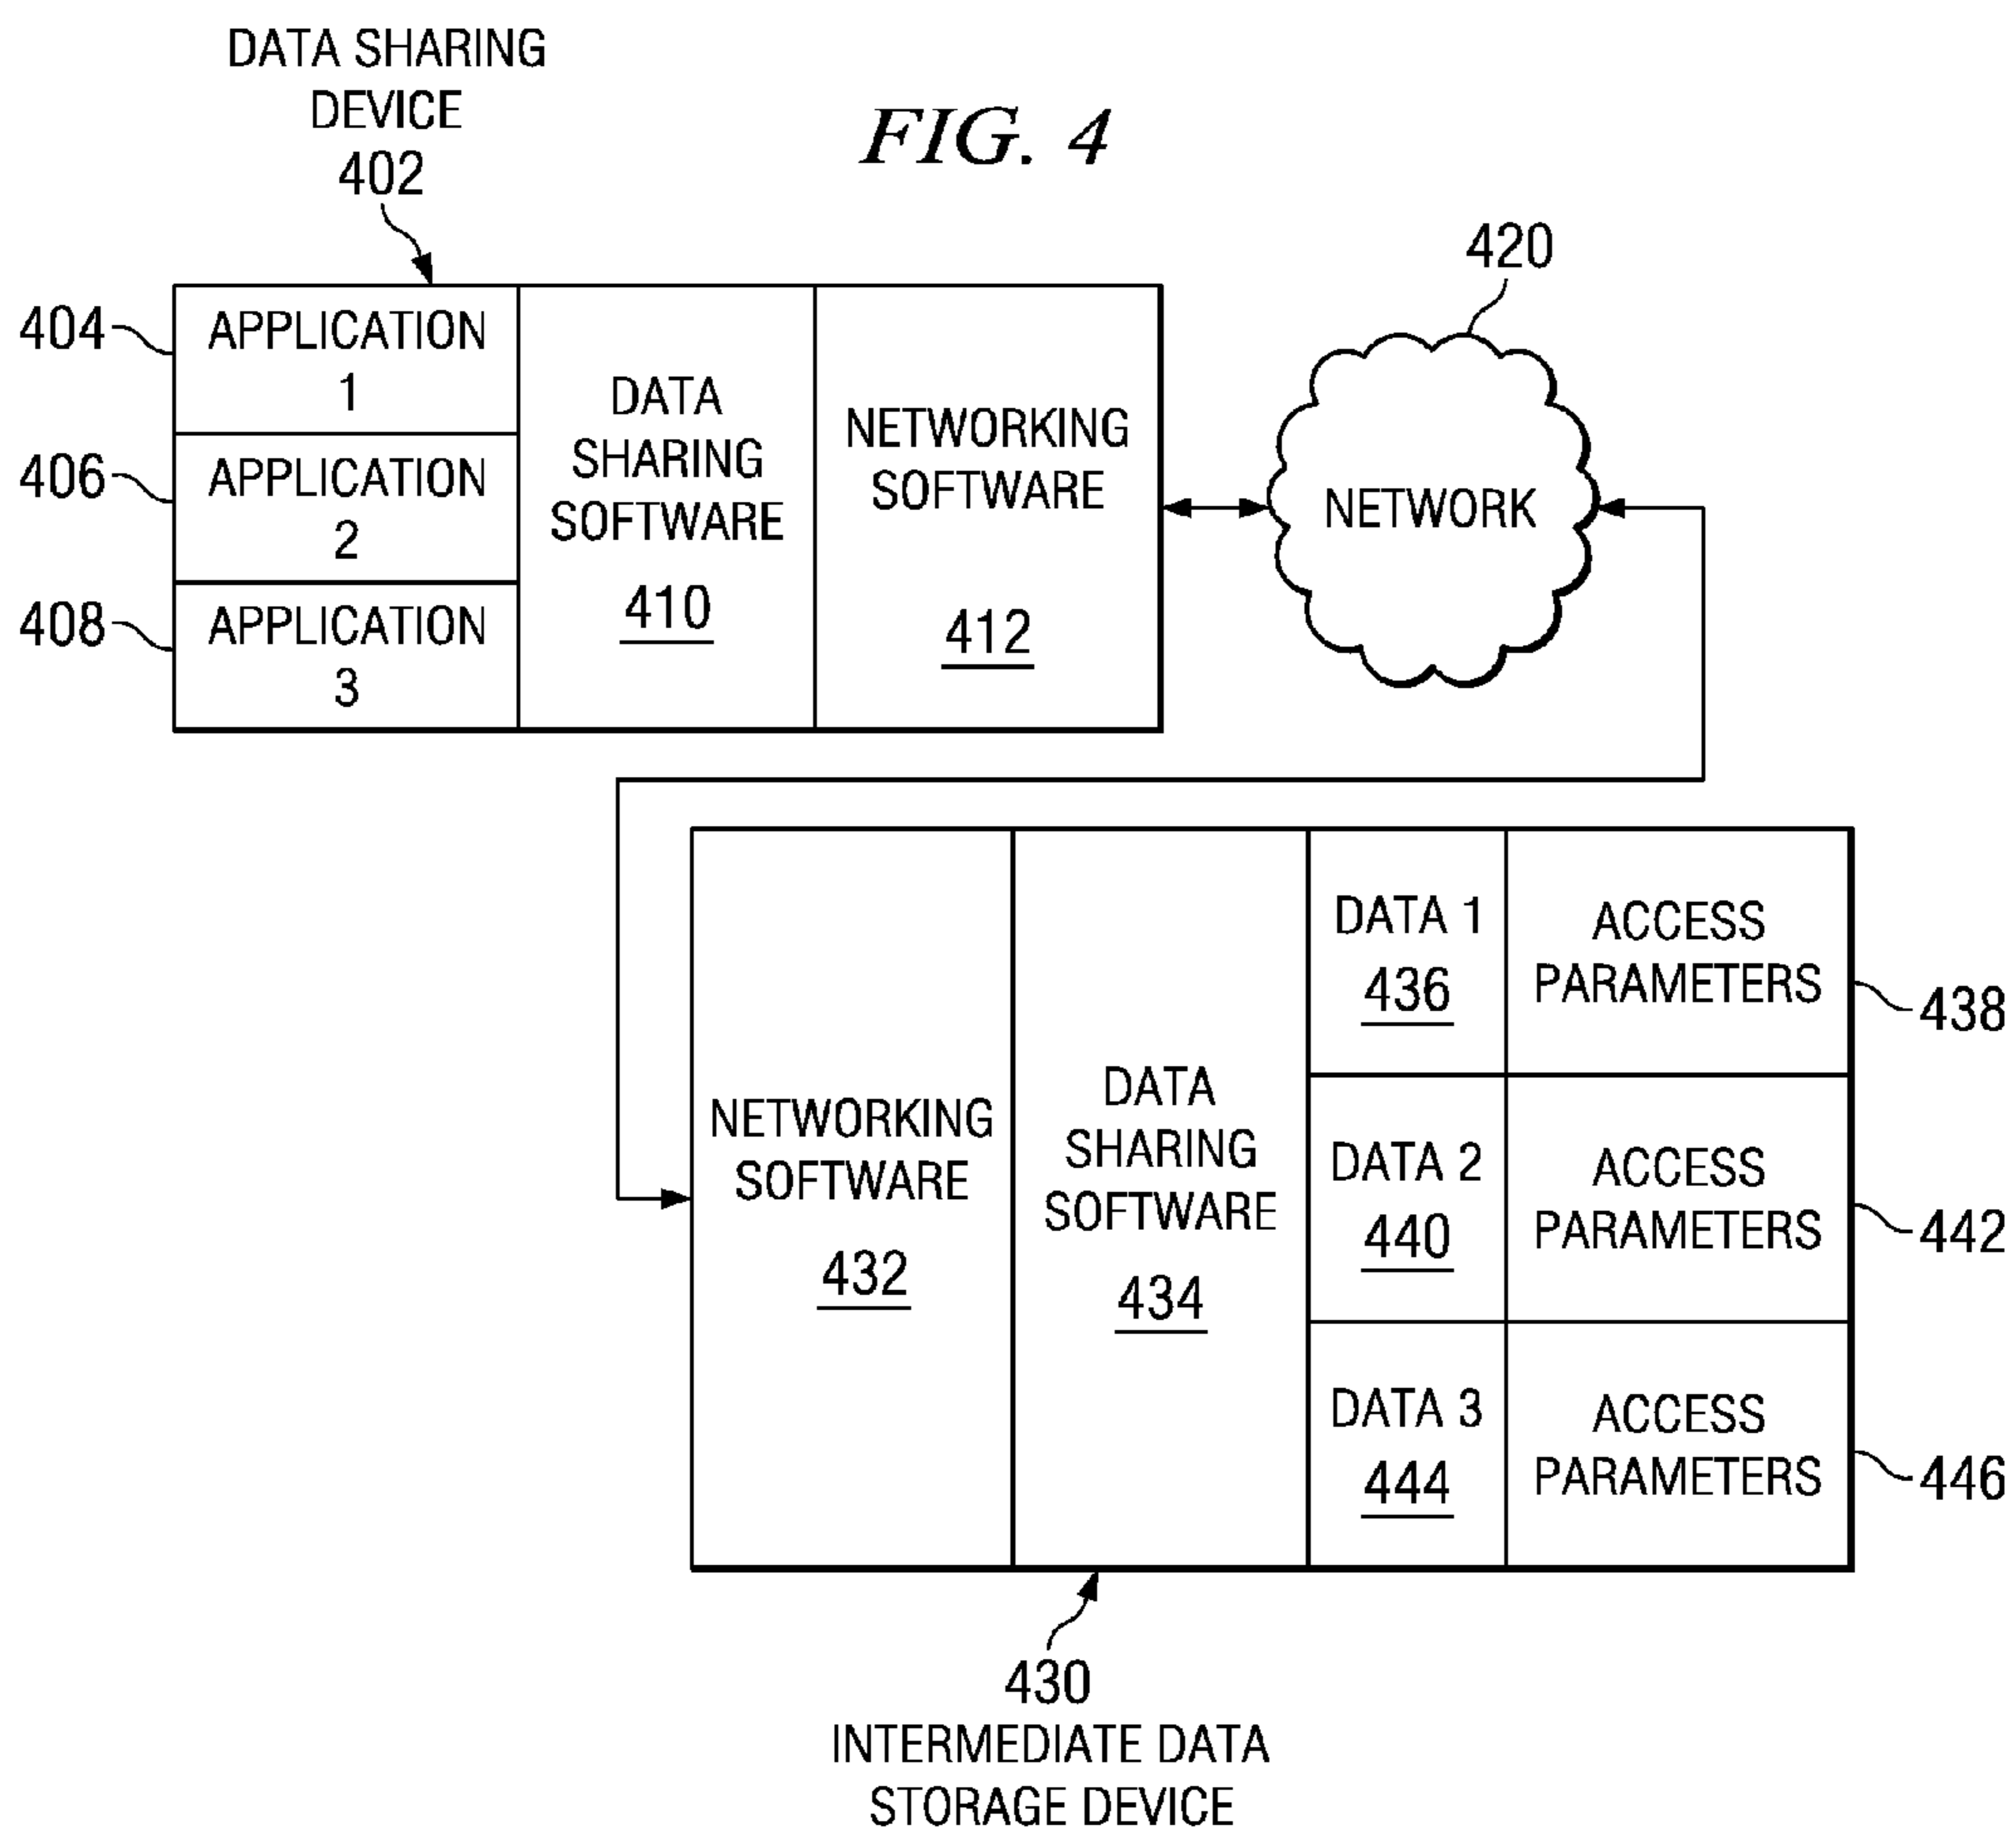 DATA SHARING
DEVICE
402
FIG. 4
420
404
APPLICATION
1
406
APPLICATION
2
408
APPLICATION
3
DATA
SHARING
SOFTWARE
410
NETWORKING
SOFTWARE
412
NETWORK
NETWORKING
SOFTWARE
432
DATA
SHARING
SOFTWARE
434
DATA 1
436
ACCESS
PARAMETERS
438
DATA 2
440
ACCESS
PARAMETERS
442
DATA 3
444
ACCESS
PARAMETERS
446
430
INTERMEDIATE DATA
STORAGE DEVICE